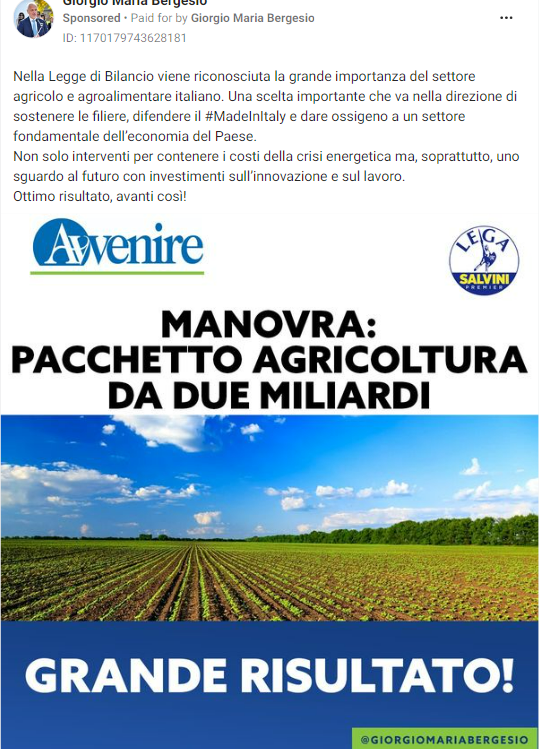 Giorgio Maria Bergesio
Sponsored • Paid for by Giorgio Maria Bergesio
ID: 1170179743628181
Nella Legge di Bilancio viene riconosciuta la grande importanza del settore
agricolo e agroalimentare italiano. Una scelta importante che va nella direzione di
sostenere le filiere, difendere il #MadeInItaly e dare ossigeno a un settore
fondamentale dell'economia del Paese.
Non solo interventi per contenere i costi della crisi energetica ma, soprattutto, uno
sguardo al futuro con investimenti sull'innovazione e sul lavoro.
Ottimo risultato, avanti così!
Avvenire
LEGA
SALVINI
PREMIER
MANOVRA:
PACCHETTO AGRICOLTURA
DA DUE MILIARDI
GRANDE RISULTATO!
@GIORGIOMARIABERGESIO